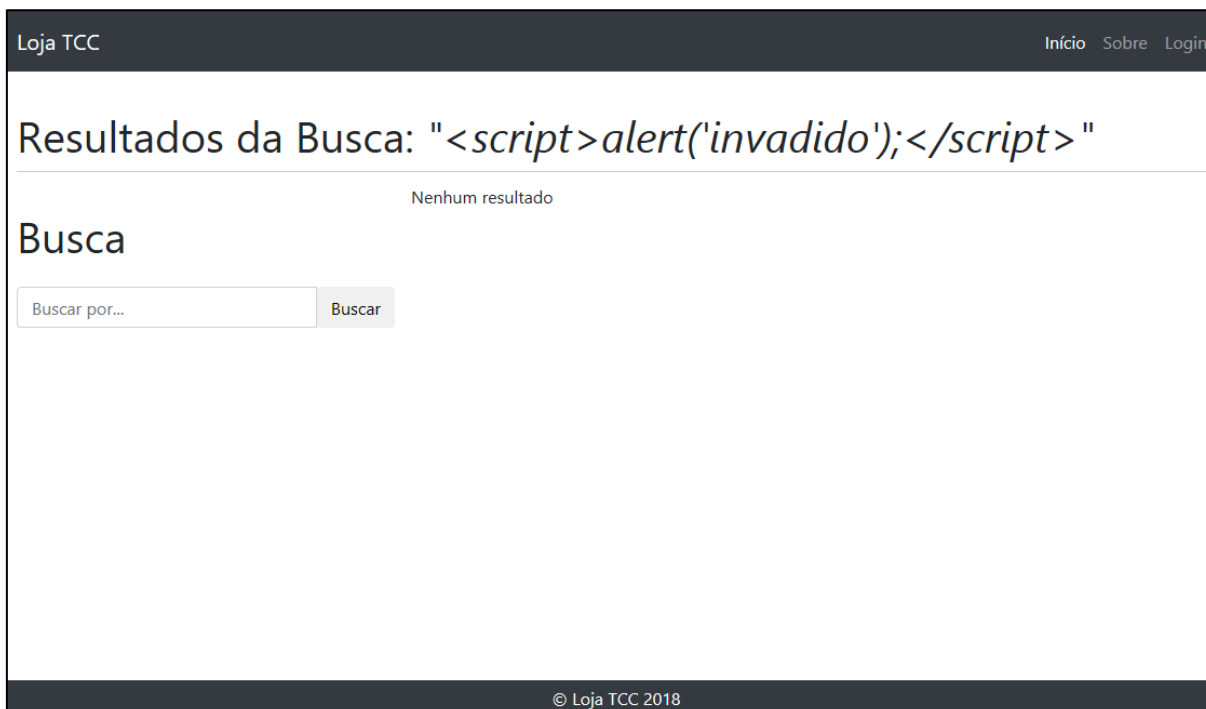 Loja TCC
Início Sobre Login
Resultados da Busca: "<script>alert('invadido');</script>"
Nenhum resultado
Busca
Buscar por...
Buscar
© Loja TCC 2018